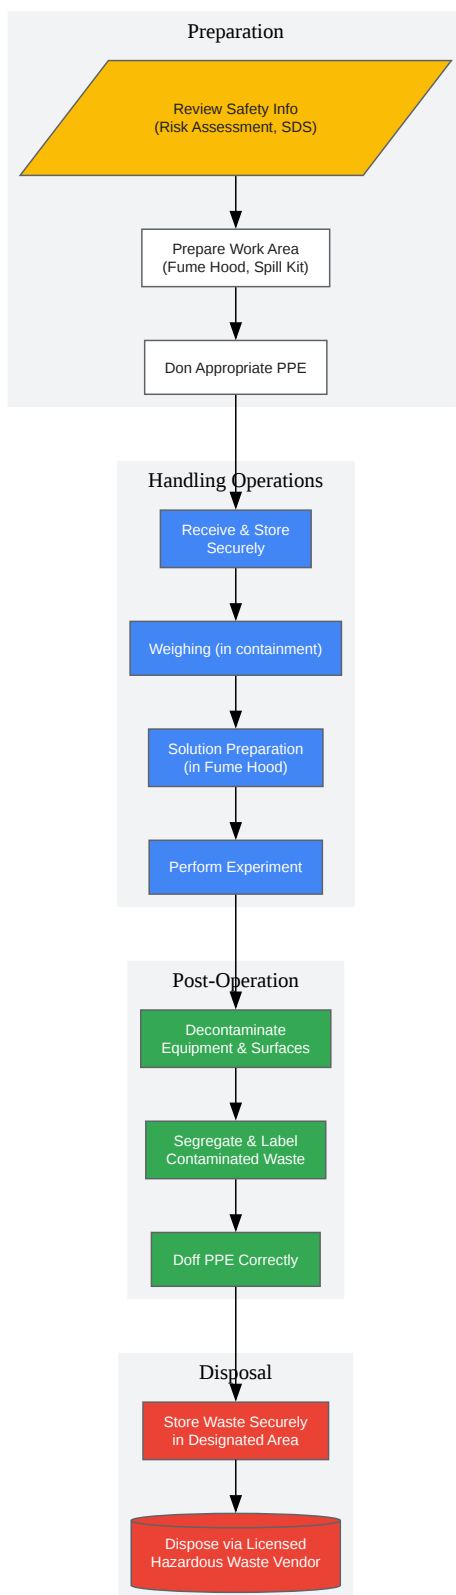 Preparation
Review Safety Info
(Risk Assessment, SDS)
Prepare Work Area
(Fume Hood, Spill Kit)
Don Appropriate PPE
Handling Operations
Receive & Store
Securely
Weighing (in containment)
Solution Preparation
(in Fume Hood)
Perform Experiment
Post-Operation
Decontaminate
Equipment & Surfaces
Segregate & Label
Contaminated Waste
Doff PPE Correctly
Disposal
Store Waste Securely
in Designated Area
Dispose via Licensed
Hazardous Waste Vendor